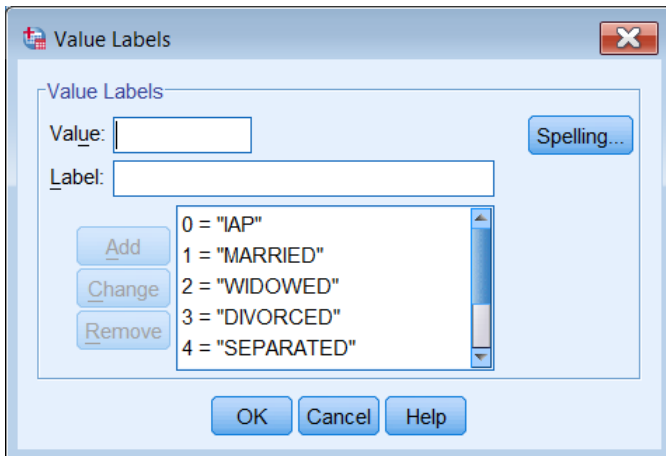 Value Labels
Value Labels
Value:
Spelling...
Label:
Add
Change
Remove
0 = "IAP"
1 = "MARRIED"
2 = "WIDOWED"
3 = "DIVORCED"
4 = "SEPARATED"
OK Cancel Help